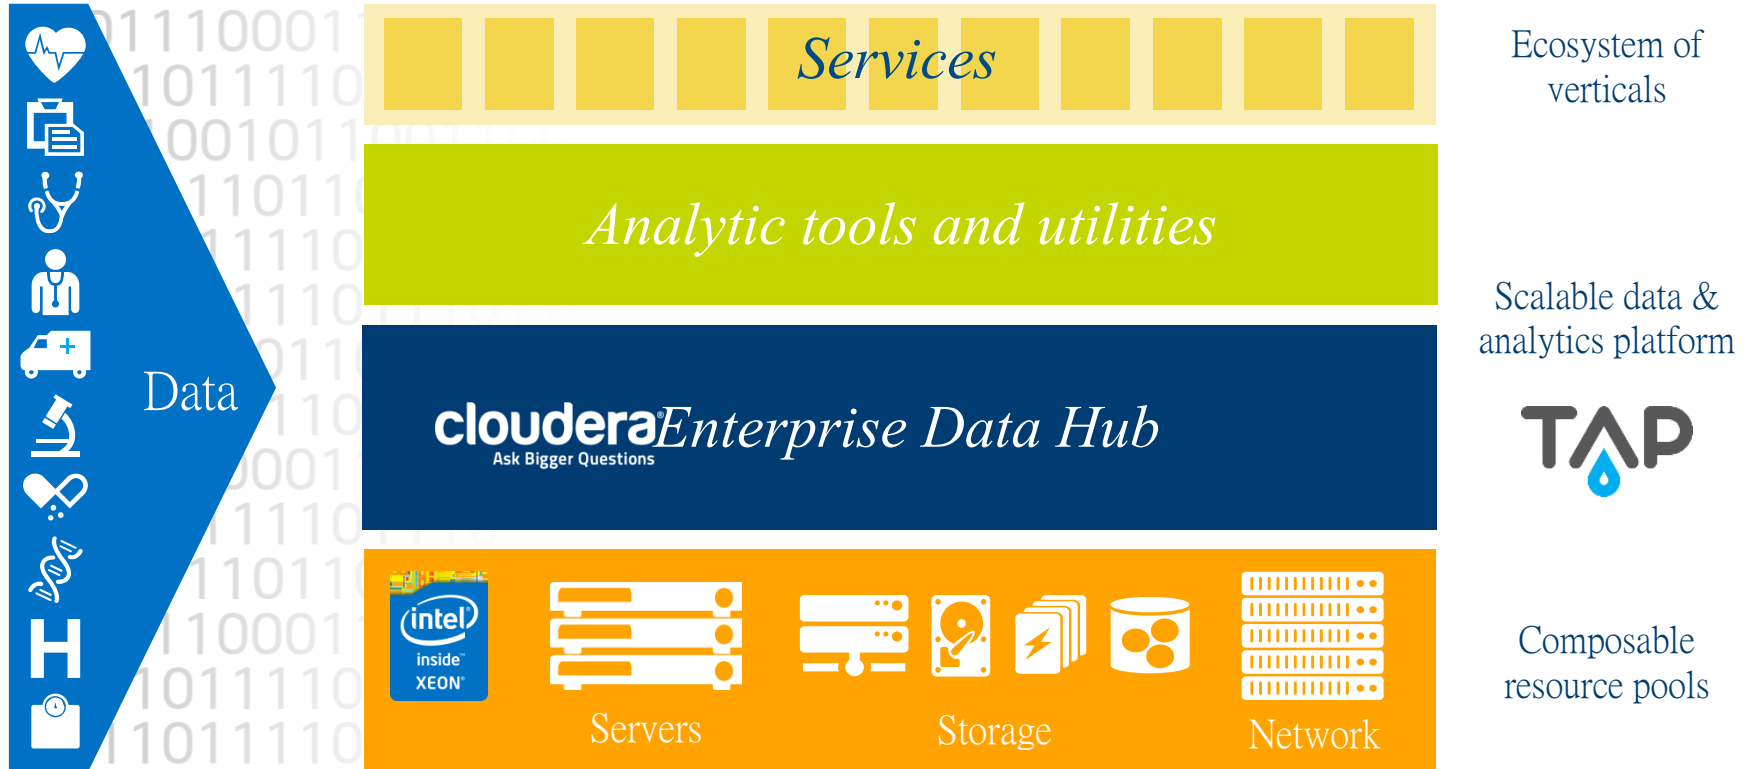 Services
Ecosystem of
verticals
Analytic tools and utilities
Scalable data &
analytics platform
Data
cloudera® Enterprise Data Hub
Ask Bigger Questions
TAP
H
intel®
inside™
XEON®
Servers
Storage
Network
Composable
resource pools